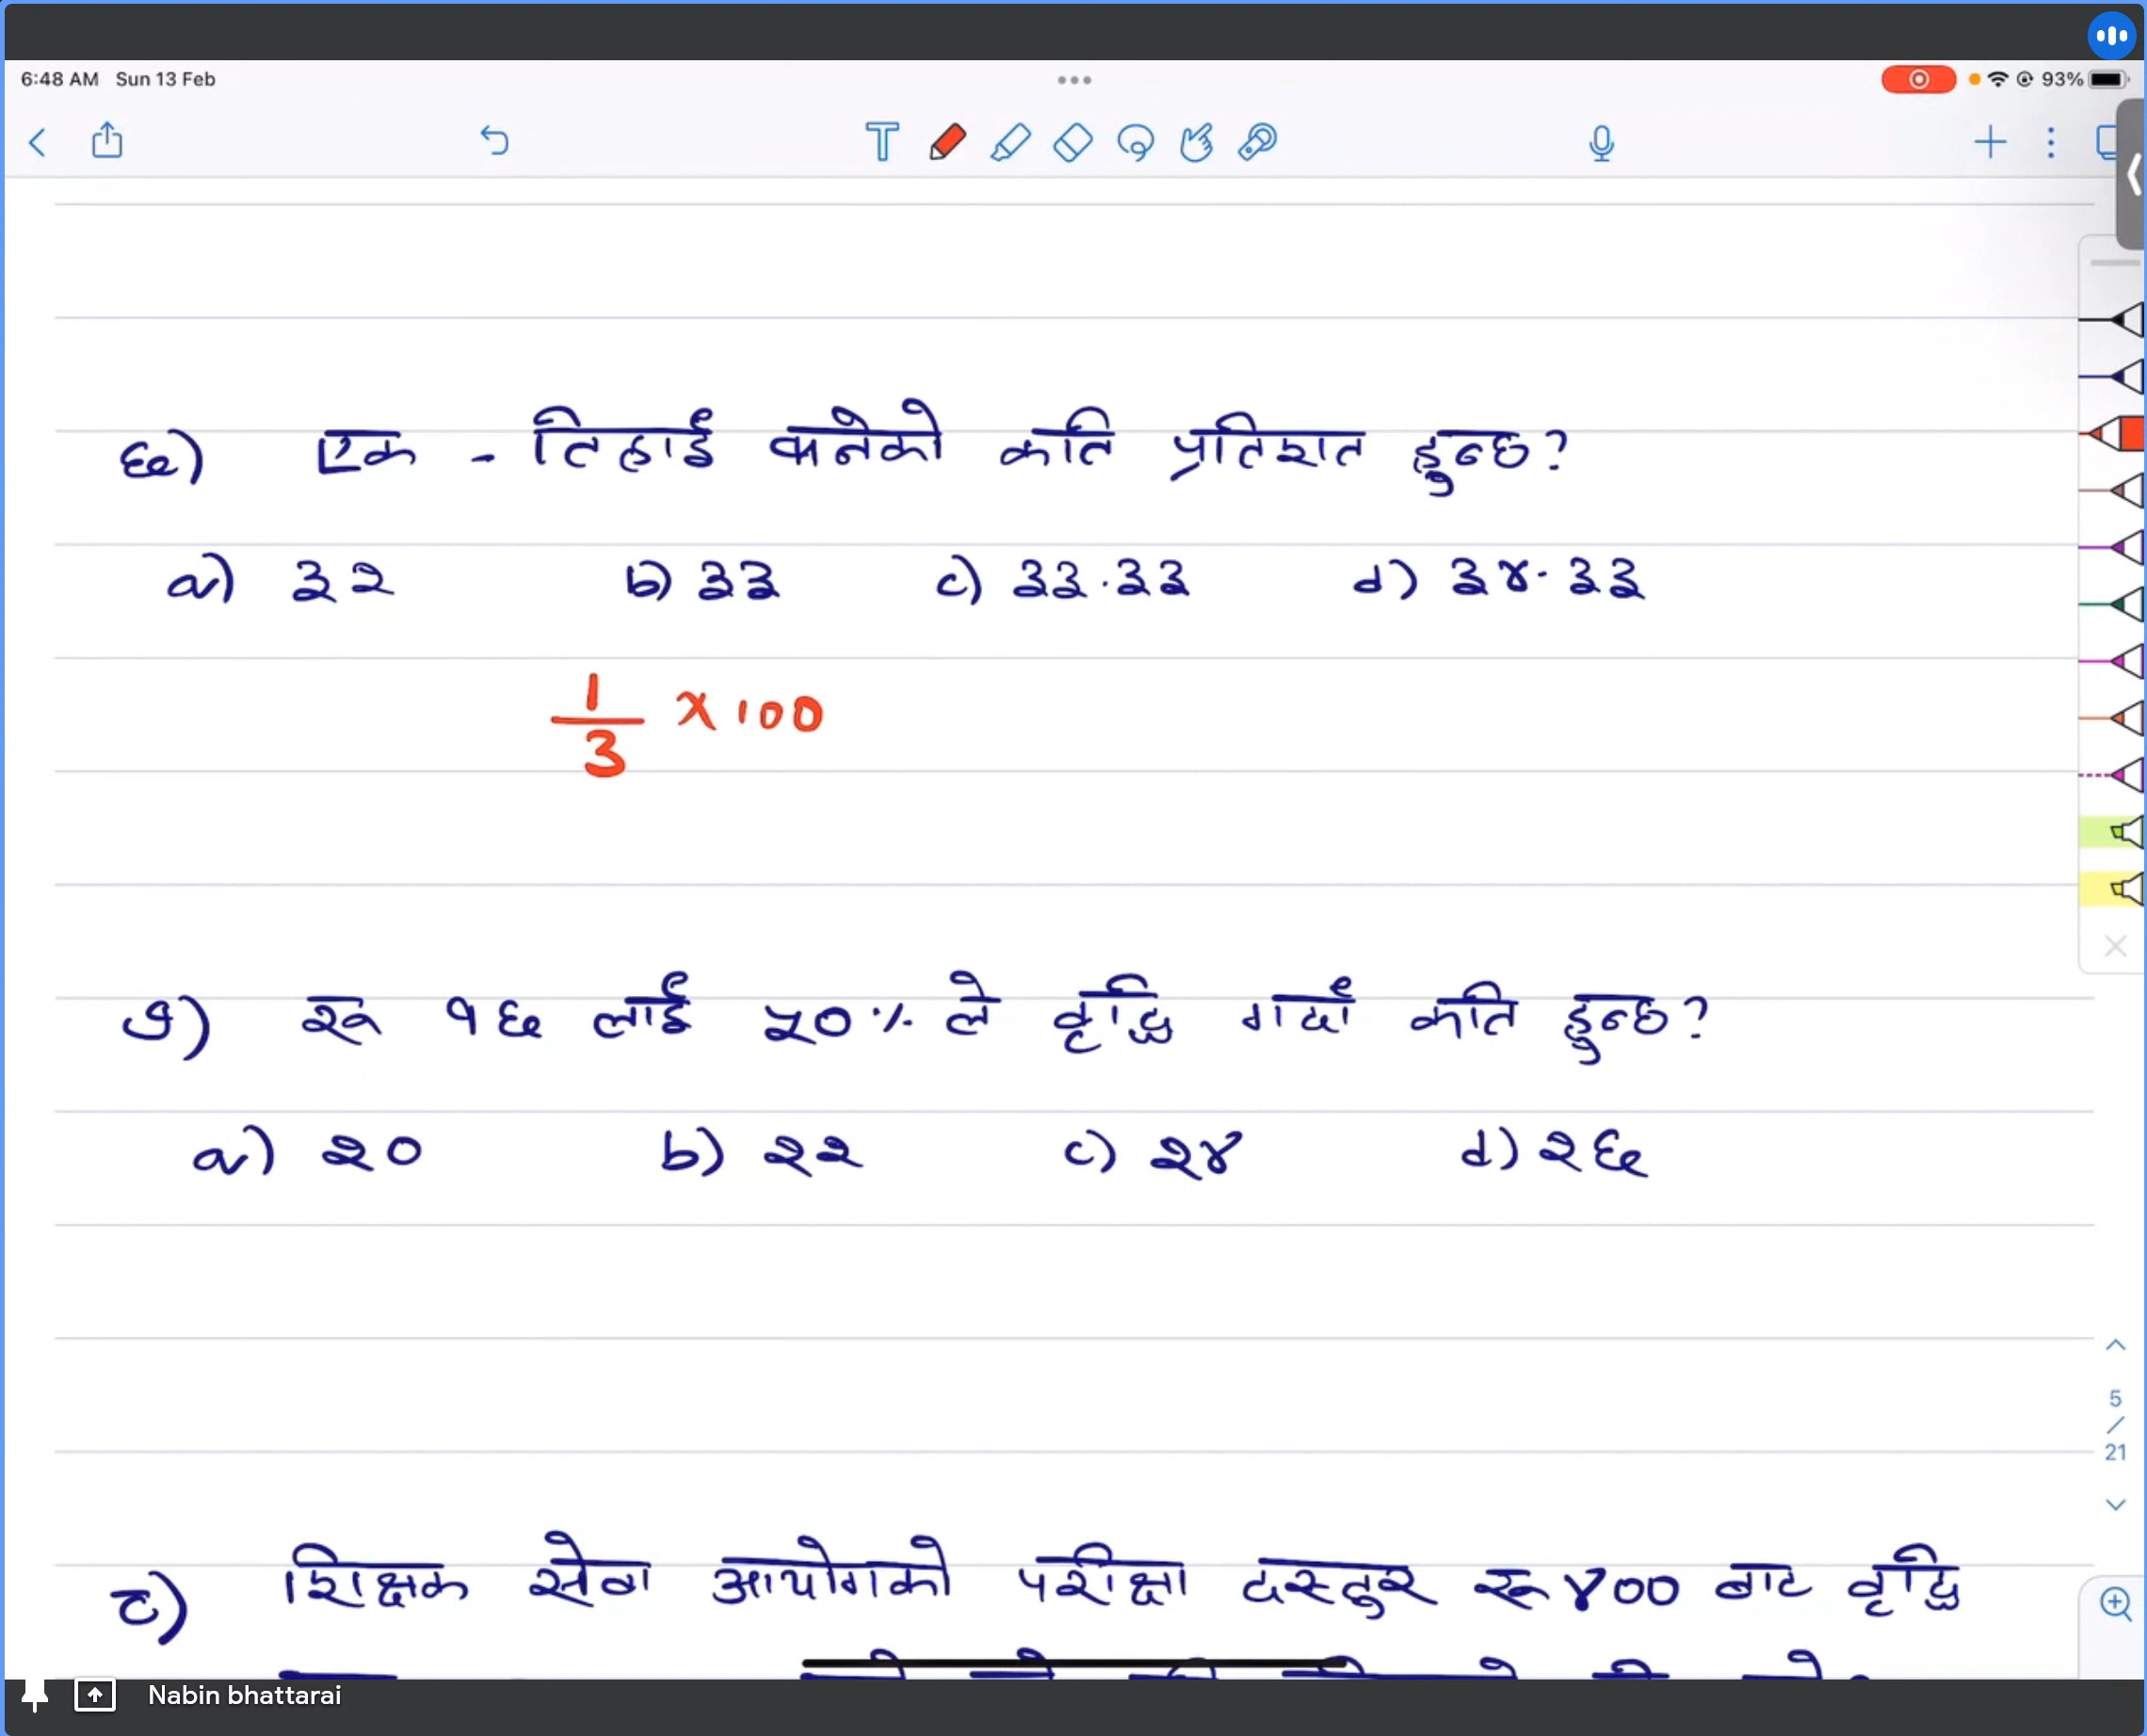 6:48 AM Sun 13 Feb
93%
६) एक - तिहाई भनेको कति प्रतिशत हुन्छ?
a) ३२ b) ३३ c) ३३.३३ d) ३४.३३
1/3 × 100
७) रू १६ लाई ५०% ले वृद्धि गर्दा कति हुन्छ?
a) २० b) २२ c) २४ d) २६
5
/
21
८) शिक्षक सेवा आयोगको परीक्षा दस्तुर रू ४०० बाट वृद्धि
Nabin bhattarai